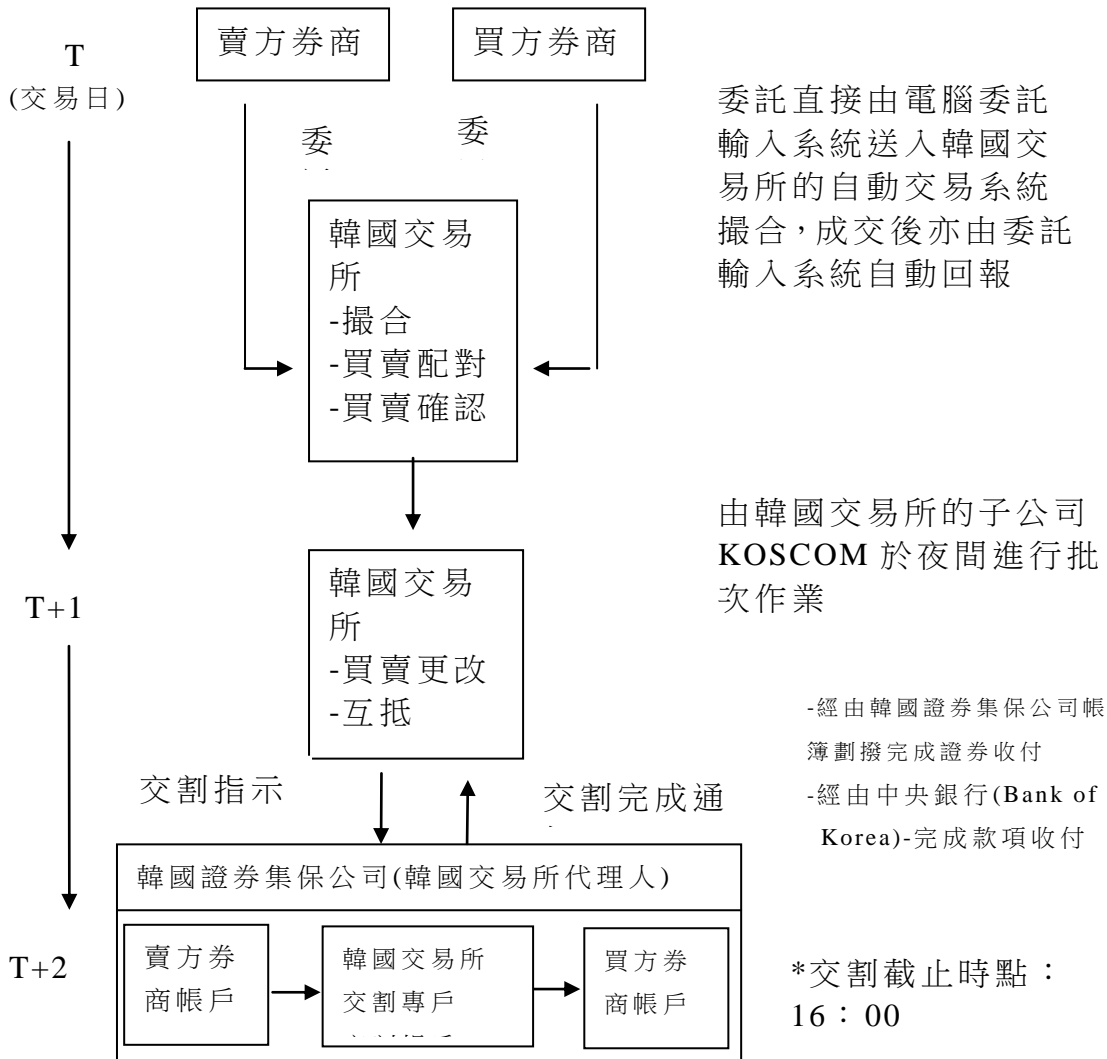 賣方券商
買方券商
T
(交易日)
委
委
委託直接由電腦委託
輸入系統送入韓國交
易所的自動交易系統
撮合，成交後亦由委託
輸入系統自動回報
韓國交易
所
-撮合
-買賣配對
-買賣確認
由韓國交易所的子公司
KOSCOM 於夜間進行批
次作業
T+1
韓國交易
所
-買賣更改
-互抵
-經由韓國證券集保公司帳
簿劃撥完成證券收付
-經由中央銀行(Bank of
Korea)-完成款項收付
交割指示
交割完成通
韓國證券集保公司(韓國交易所代理人)
T+2
賣方券
商帳戶
韓國交易所
交割專戶
買方券
商帳戶
*交割截止時點：
16：00